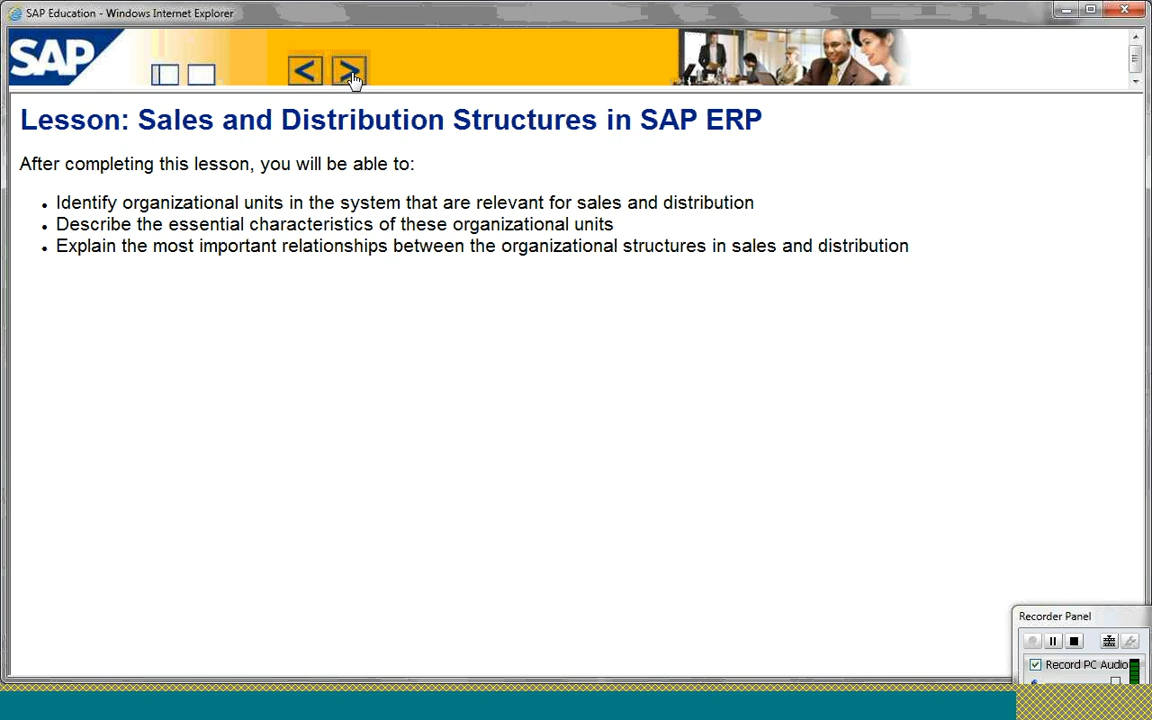 SAP Education - Windows Internet Explorer
SAP
< >
Lesson: Sales and Distribution Structures in SAP ERP
After completing this lesson, you will be able to:
• Identify organizational units in the system that are relevant for sales and distribution
• Describe the essential characteristics of these organizational units
• Explain the most important relationships between the organizational structures in sales and distribution
Recorder Panel
Record PC Audio